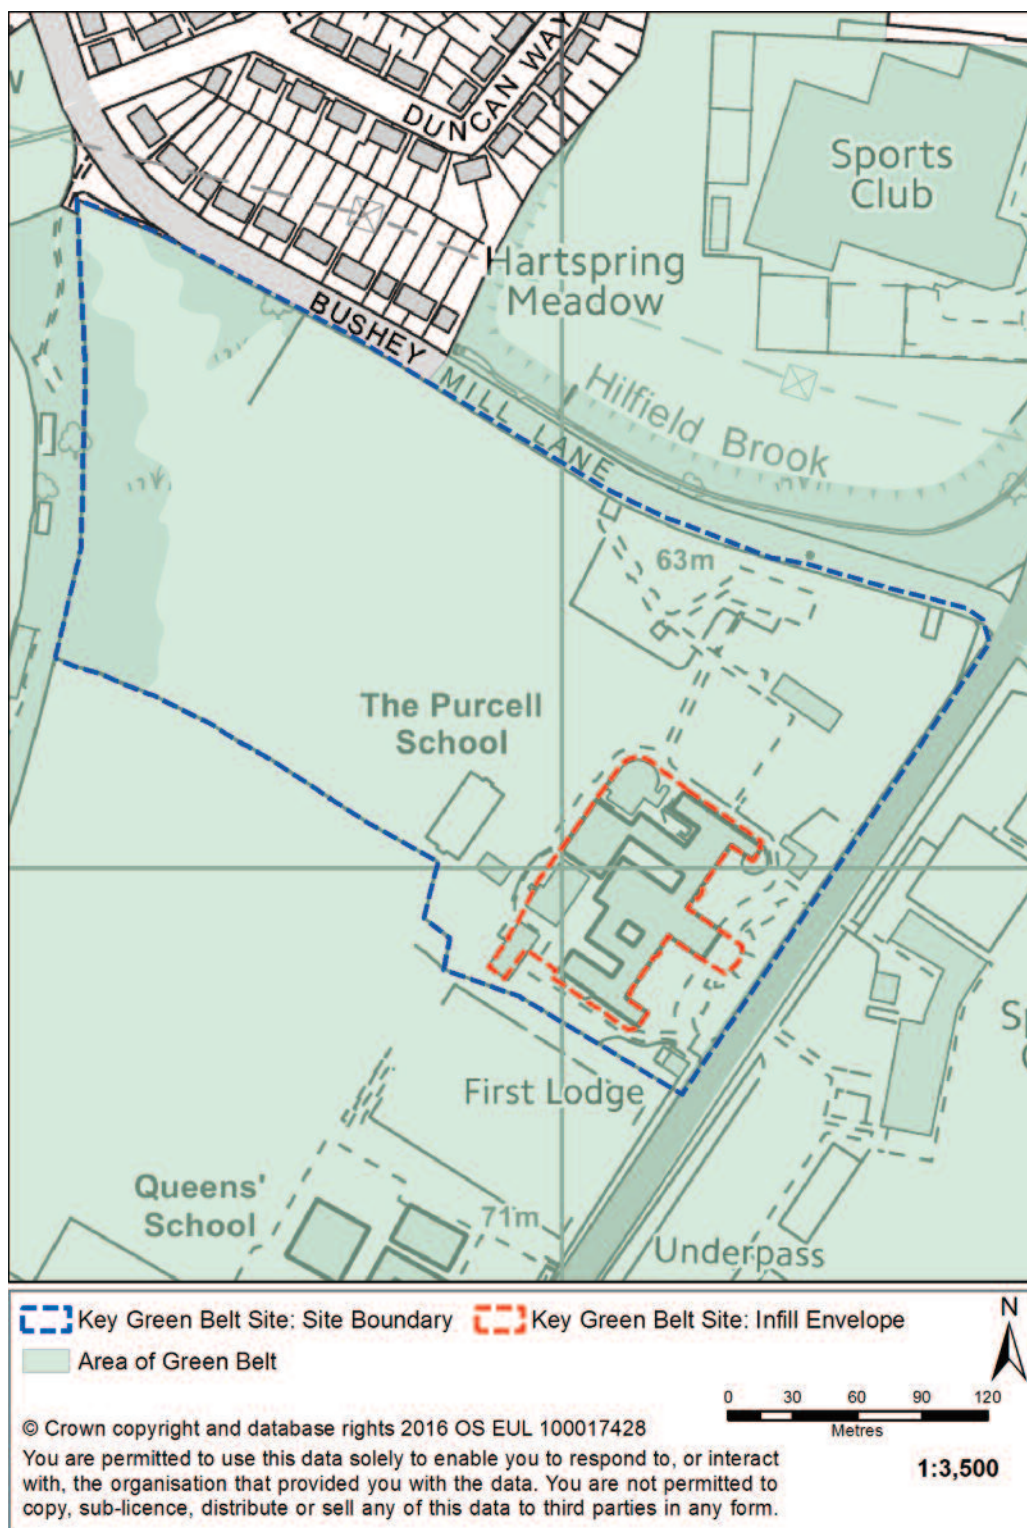 DUNCAN WAY
Sports
Club
Hartspring
Meadow
BUSHEY
MILL LANE
Hilfield Brook
63m
The Purcell
School
First Lodge
Queens'
School
71m
Underpass
Key Green Belt Site: Site Boundary
Key Green Belt Site: Infill Envelope
N
Area of Green Belt
0 30 60 90 120
Metres
© Crown copyright and database rights 2016 OS EUL 100017428
You are permitted to use this data solely to enable you to respond to, or interact
with, the organisation that provided you with the data. You are not permitted to
copy, sub-licence, distribute or sell any of this data to third parties in any form.
1:3,500